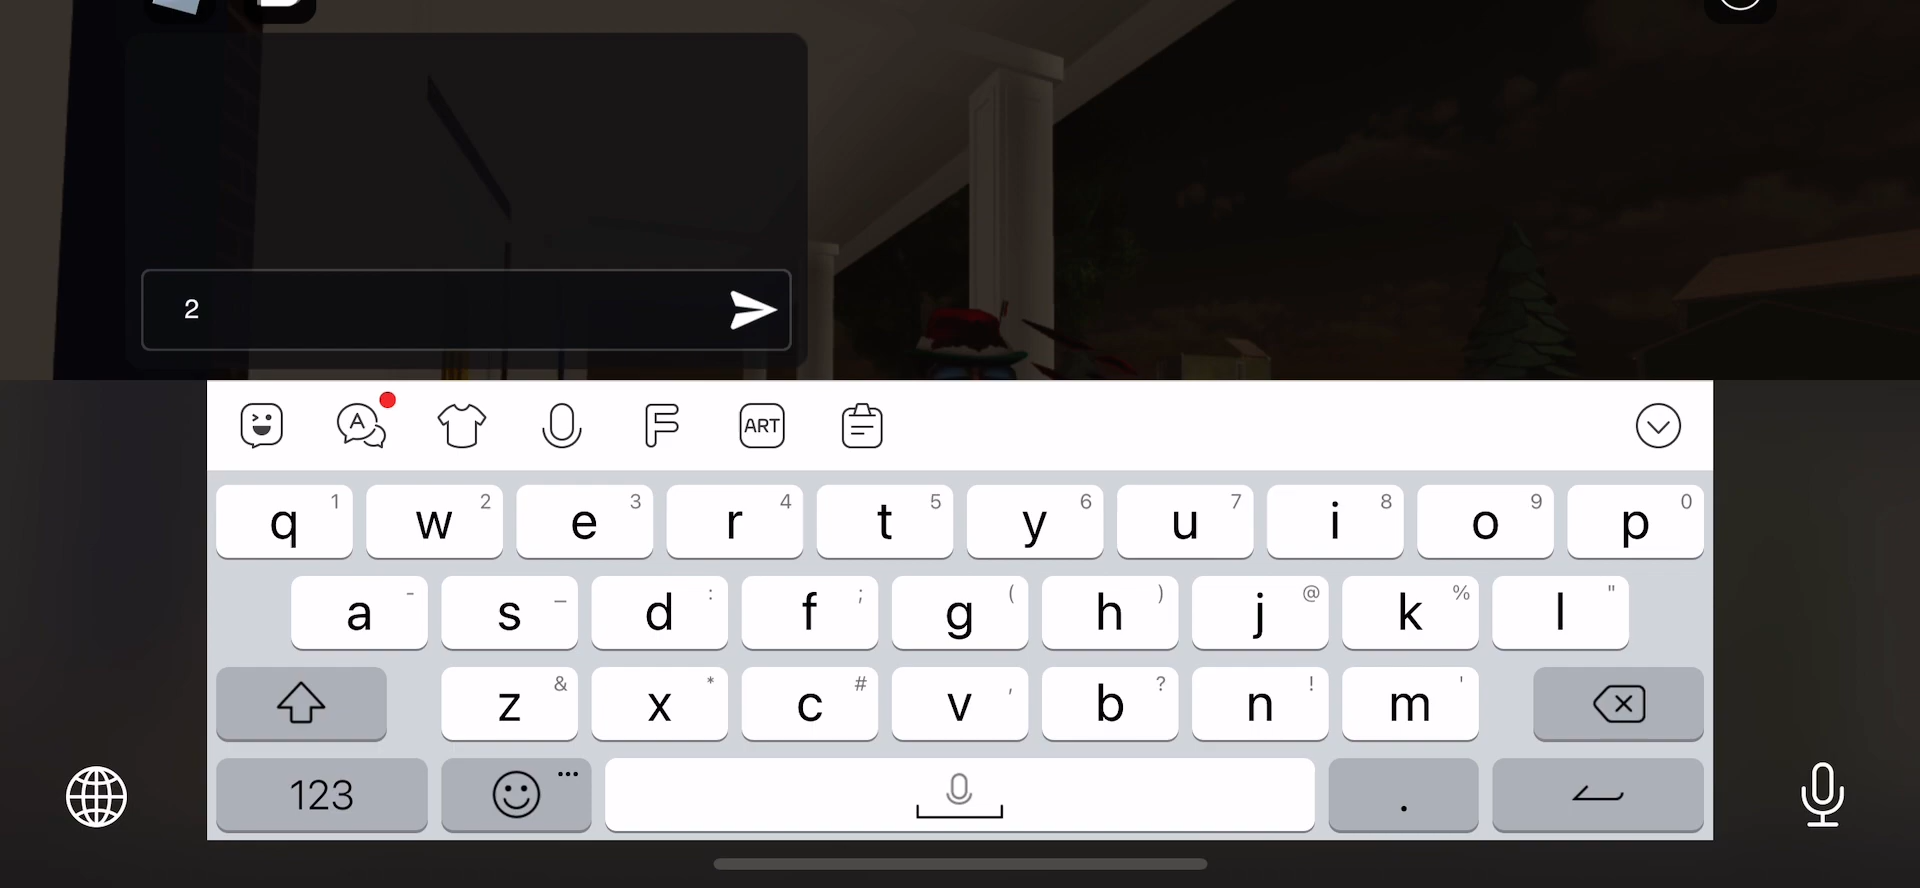 2
ART
q 1 w 2 e 3 r 4 t 5 y 6 u 7 i 8 o 9 p 0
a - s _ d : f ; g ( h ) j @ k % l "
z & x * c # v , b ? n ! m '
123 .